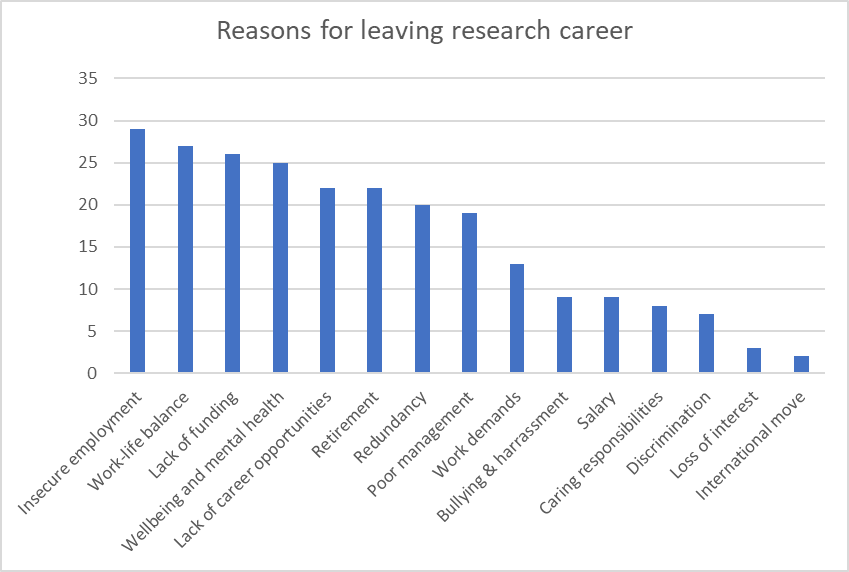 Reasons for leaving research career
35
30
25
20
15
10
5
0
Insecure employment
Work-life balance
Lack of funding
Wellbeing and mental health
Lack of career opportunities
Retirement
Redundancy
Poor management
Work demands
Bullying & harrassment
Salary
Caring responsibilities
Discrimination
Loss of interest
International move